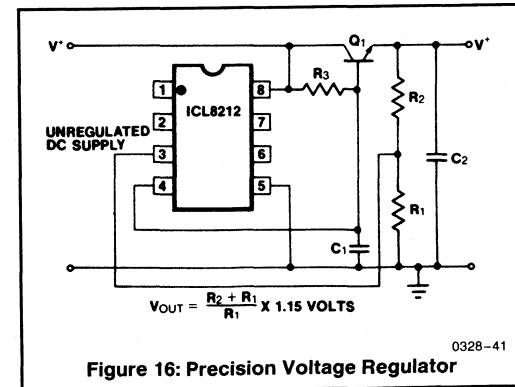 V+ Q1 V+
R3
1 8
ICL8212
R2
2 7
UNREGULATED
DC SUPPLY
3 6
C2
4 5
R1
C1
VOUT = R2 + R1 / R1 X 1.15 VOLTS
0328-41
Figure 16: Precision Voltage Regulator